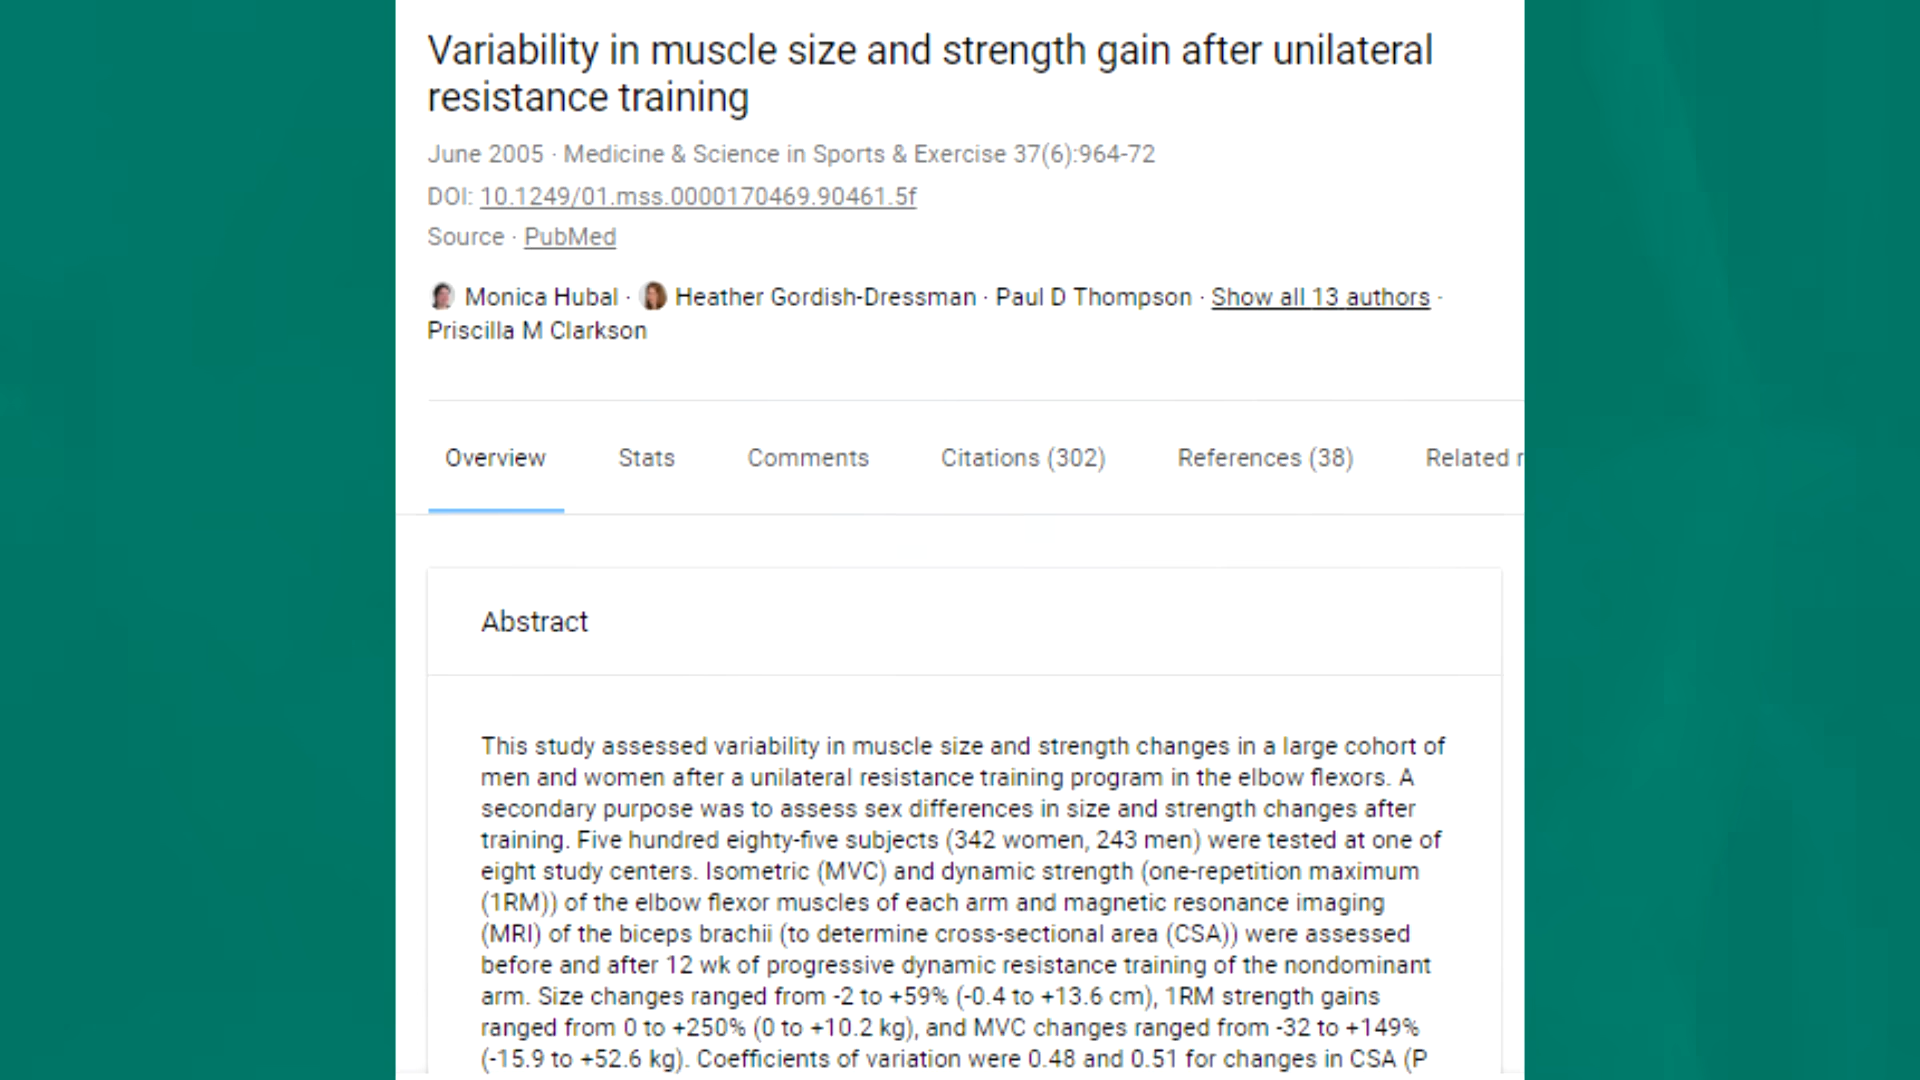 Variability in muscle size and strength gain after unilateral
resistance training
June 2005 · Medicine & Science in Sports & Exercise 37(6):964-72
DOI: 10.1249/01.mss.0000170469.90461.5f
Source · PubMed
Monica Hubal · Heather Gordish-Dressman · Paul D Thompson · Show all 13 authors ·
Priscilla M Clarkson
Overview Stats Comments Citations (302) References (38) Related r
Abstract
This study assessed variability in muscle size and strength changes in a large cohort of
men and women after a unilateral resistance training program in the elbow flexors. A
secondary purpose was to assess sex differences in size and strength changes after
training. Five hundred eighty-five subjects (342 women, 243 men) were tested at one of
eight study centers. Isometric (MVC) and dynamic strength (one-repetition maximum
(1RM)) of the elbow flexor muscles of each arm and magnetic resonance imaging
(MRI) of the biceps brachii (to determine cross-sectional area (CSA)) were assessed
before and after 12 wk of progressive dynamic resistance training of the nondominant
arm. Size changes ranged from -2 to +59% (-0.4 to +13.6 cm), 1RM strength gains
ranged from 0 to +250% (0 to +10.2 kg), and MVC changes ranged from -32 to +149%
(-15.9 to +52.6 kg). Coefficients of variation were 0.48 and 0.51 for changes in CSA (P